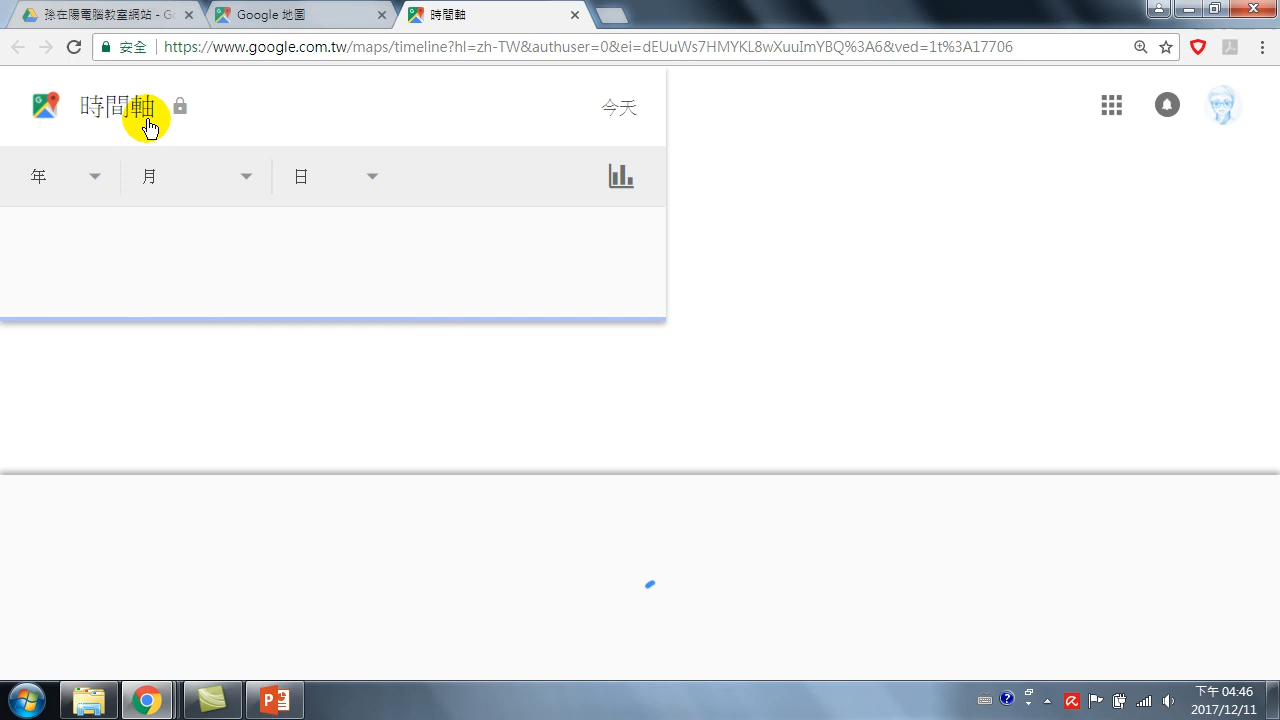 孫在陽電腦教室網站 - Go
Google 地圖
時間軸
安全
https://www.google.com.tw/maps/timeline?hl=zh-TW&authuser=0&ei=dEUuWs7HMYKL8wXuuImYBQ%3A6&ved=1t%3A17706
時間軸
今天
年
月
日
下午 04:46
2017/12/11